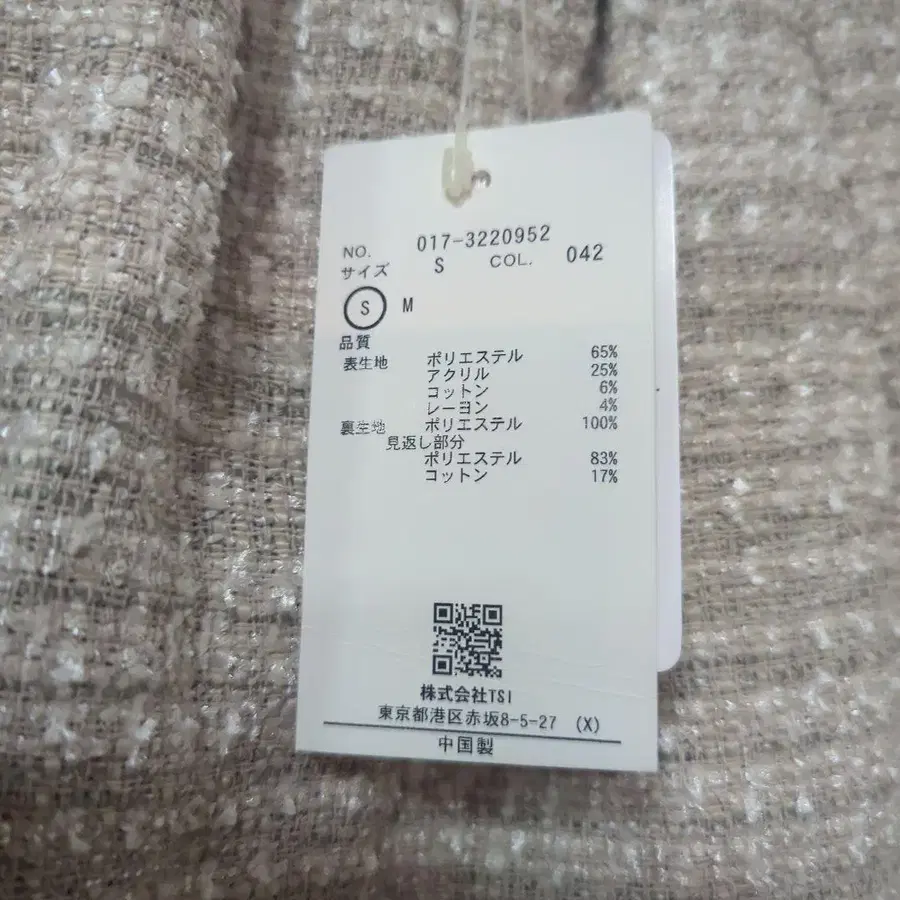 NO. 017-3220952
サイズ S COL. 042
S M
品質
表生地 ポリエステル 65%
アクリル 25%
コットン 6%
レーヨン 4%
裏生地 ポリエステル 100%
見返し部分
ポリエステル 83%
コットン 17%
株式会社TSI
東京都港区赤坂8-5-27 (X)
中国製